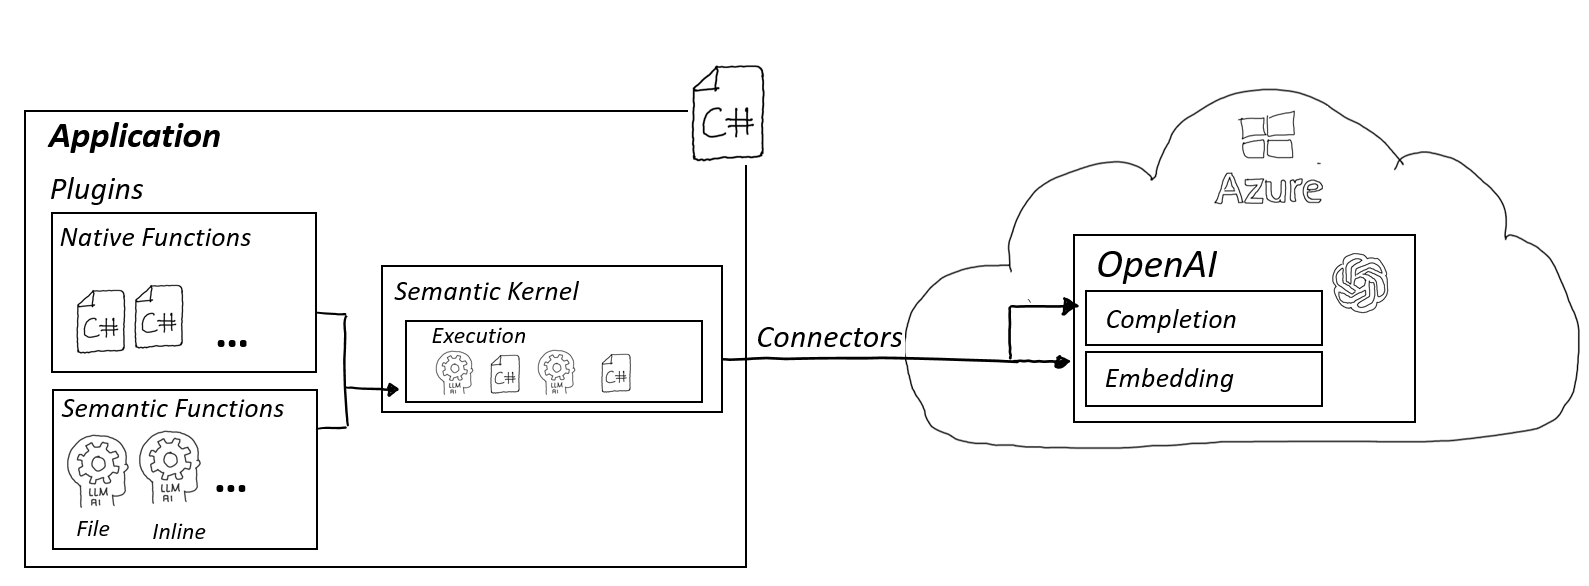 C#
Application
Plugins
Native Functions
C#
C#
...
Semantic Functions
LLM
AI
LLM
AI
...
File
Inline
Semantic Kernel
Execution
LLM
AI
C#
LLM
AI
C#
Connectors
Azure
OpenAI
Completion
Embedding